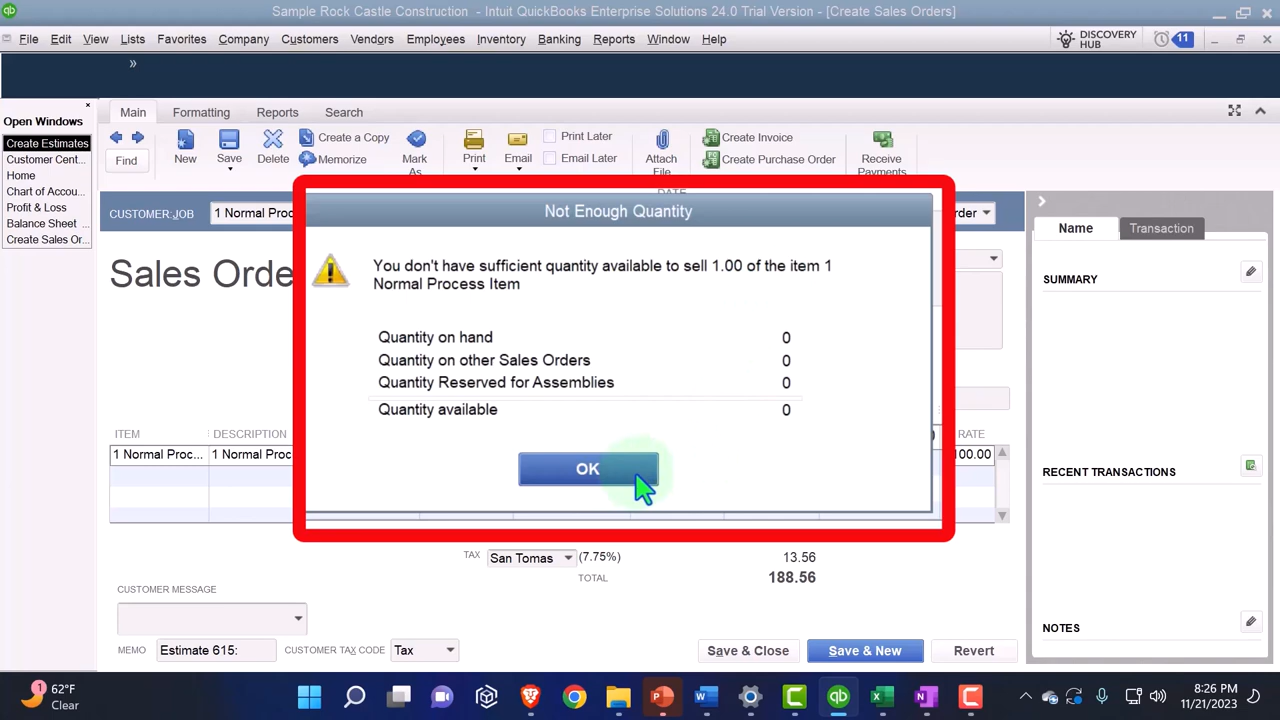 Sample Rock Castle Construction - Intuit QuickBooks Enterprise Solutions 24.0 Trial Version - [Create Sales Orders]
File Edit View Lists Favorites Company Customers Vendors Employees Inventory Banking Reports Window Help
DISCOVERY HUB
11
»
Open Windows ×
Create Estimates
Customer Cent...
Home
Chart of Accou...
Profit & Loss
Balance Sheet ...
Create Sales Or...
Main Formatting Reports Search
Find
New
Save
Delete
Create a Copy
Memorize
Mark As
Print
Email
Print Later
Email Later
Attach File
Create Invoice
Create Purchase Order
Receive Payments
DATE
CUSTOMER:JOB 1 Normal Proc
rder
Sales Orde
Not Enough Quantity
You don't have sufficient quantity available to sell 1.00 of the item 1
Normal Process Item
Quantity on hand 0
Quantity on other Sales Orders 0
Quantity Reserved for Assemblies 0
Quantity available 0
OK
ITEM DESCRIPTION RATE
1 Normal Proc... 1 Normal Proc 100.00
TAX San Tomas (7.75%) 13.56
TOTAL 188.56
CUSTOMER MESSAGE
MEMO Estimate 615: CUSTOMER TAX CODE Tax
Save & Close Save & New Revert
Name Transaction
SUMMARY
RECENT TRANSACTIONS
NOTES
1
62°F
Clear
8:26 PM
11/21/2023